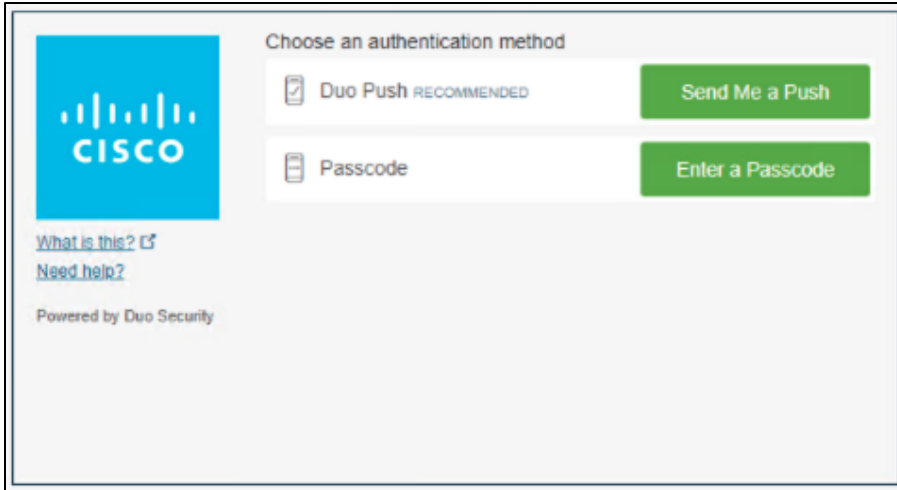 Choose an authentication method
Duo Push RECOMMENDED
Send Me a Push
CISCO
Passcode
Enter a Passcode
What is this?
Need help?
Powered by Duo Security